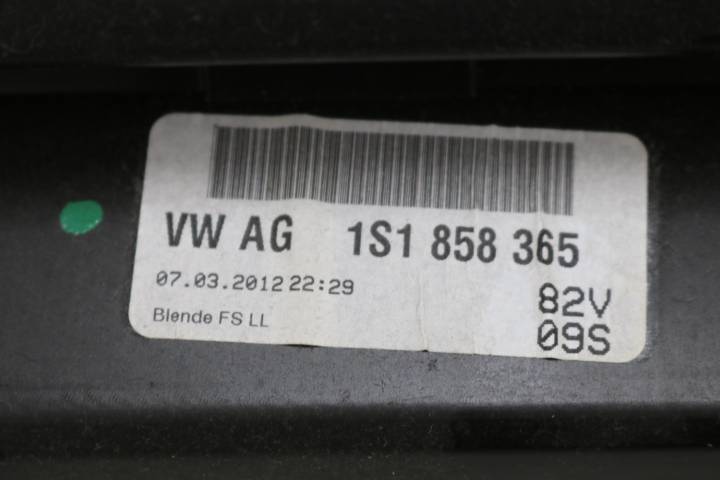 VW AG 1S1 858 365
07.03.2012 22:29
82V
Blende FS LL
09S